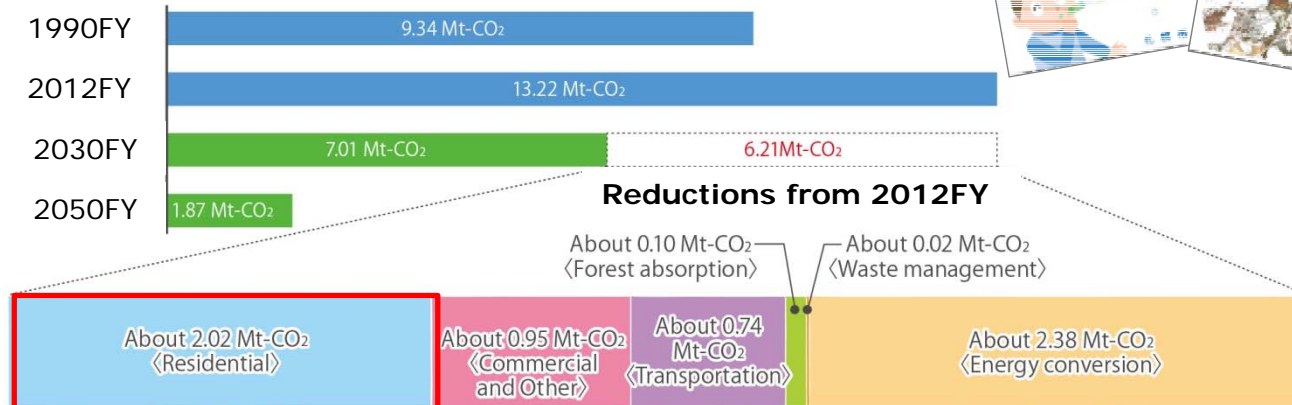 1990FY
9.34 Mt-CO₂
2012FY
13.22 Mt-CO₂
2030FY
7.01 Mt-CO₂
6.21Mt-CO₂
2050FY
1.87 Mt-CO₂
Reductions from 2012FY
About 0.10 Mt-CO₂
〈Forest absorption〉
About 0.02 Mt-CO₂
〈Waste management〉
About 2.02 Mt-CO₂
〈Residential〉
About 0.95 Mt-CO₂
〈Commercial
and Other〉
About 0.74
Mt-CO₂
〈Transportation〉
About 2.38 Mt-CO₂
〈Energy conversion〉